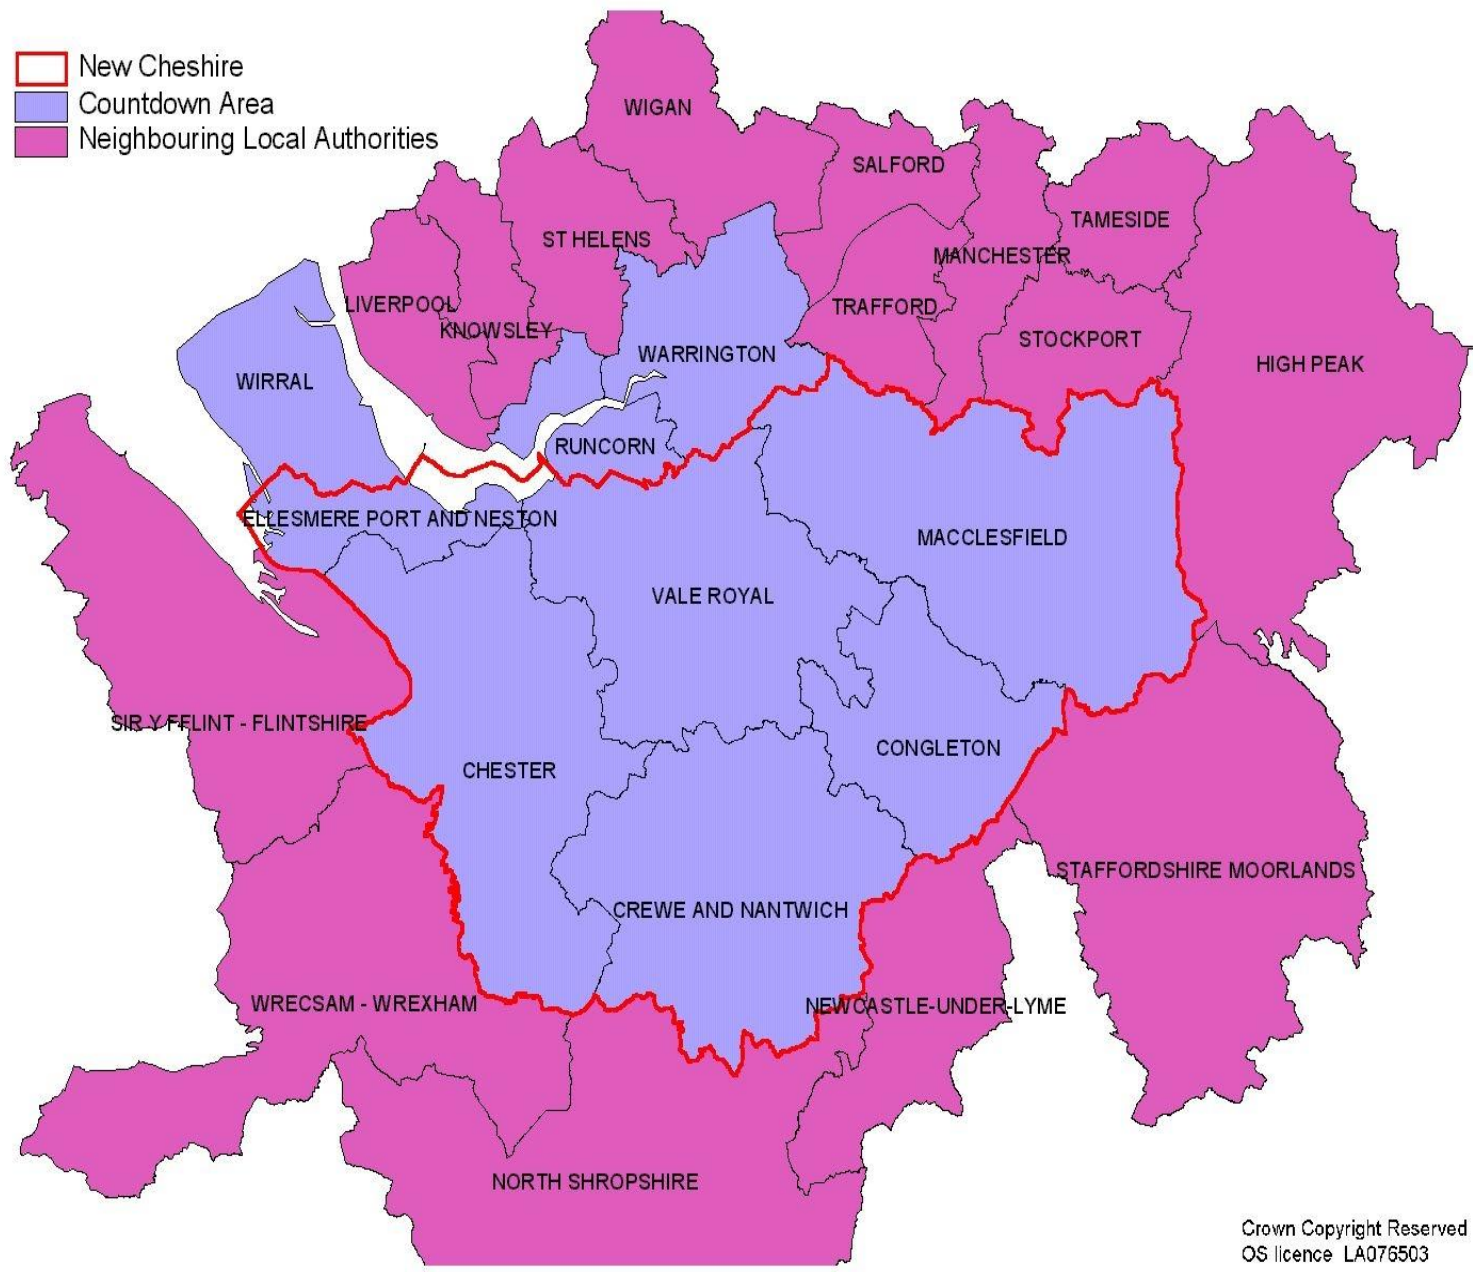 New Cheshire
Countdown Area
Neighbouring Local Authorities
WIGAN
SALFORD
TAMESIDE
ST HELENS
MANCHESTER
LIVERPOOL
TRAFFORD
KNOWSLEY
STOCKPORT
WARRINGTON
HIGH PEAK
WIRRAL
RUNCORN
ELLESMERE PORT AND NESTON
MACCLESFIELD
VALE ROYAL
SIR Y FFLINT - FLINTSHIRE
CONGLETON
CHESTER
STAFFORDSHIRE MOORLANDS
CREWE AND NANTWICH
WRECSAM - WREXHAM
NEWCASTLE-UNDER-LYME
NORTH SHROPSHIRE
Crown Copyright Reserved
OS licence LA076503